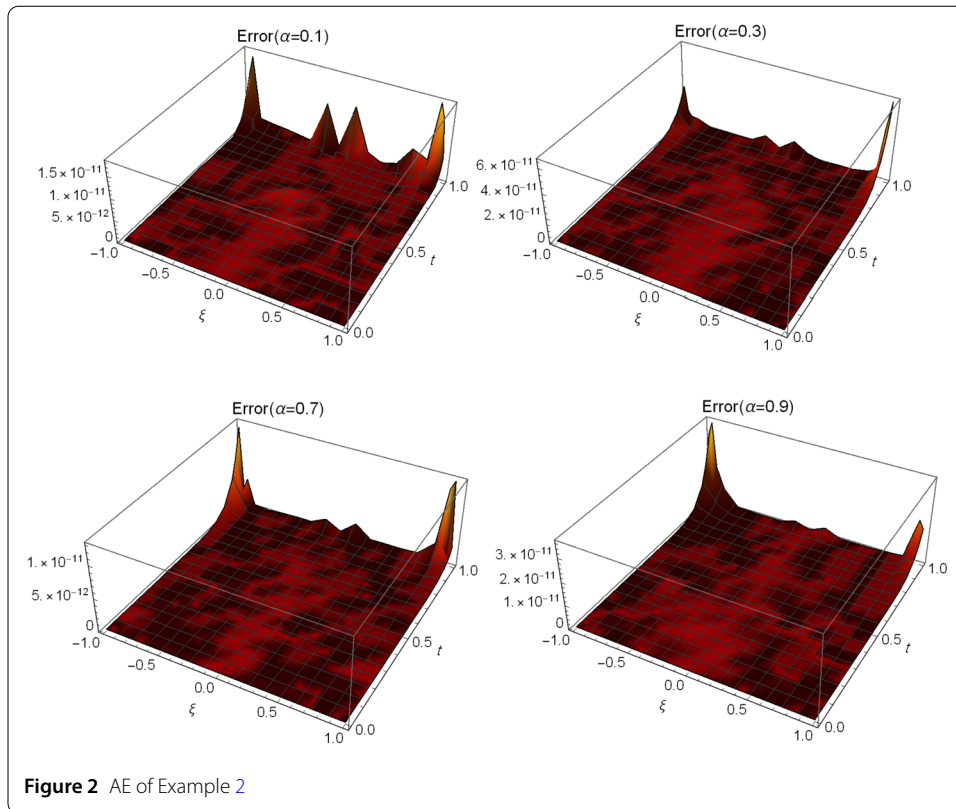 Error(α=0.1)
1.5 × 10⁻¹¹
1. × 10⁻¹¹
5. × 10⁻¹²
0
−1.0
−0.5
0.0
0.5
1.0
ξ
0.0
0.5
1.0
t
Error(α=0.3)
6. × 10⁻¹¹
4. × 10⁻¹¹
2. × 10⁻¹¹
0
−1.0
−0.5
0.0
0.5
1.0
ξ
0.0
0.5
1.0
t
Error(α=0.7)
1. × 10⁻¹¹
5. × 10⁻¹²
0
−1.0
−0.5
0.0
0.5
1.0
ξ
0.0
0.5
1.0
t
Error(α=0.9)
3. × 10⁻¹¹
2. × 10⁻¹¹
1. × 10⁻¹¹
0
−1.0
−0.5
0.0
0.5
1.0
ξ
0.0
0.5
1.0
t
Figure 2 AE of Example 2